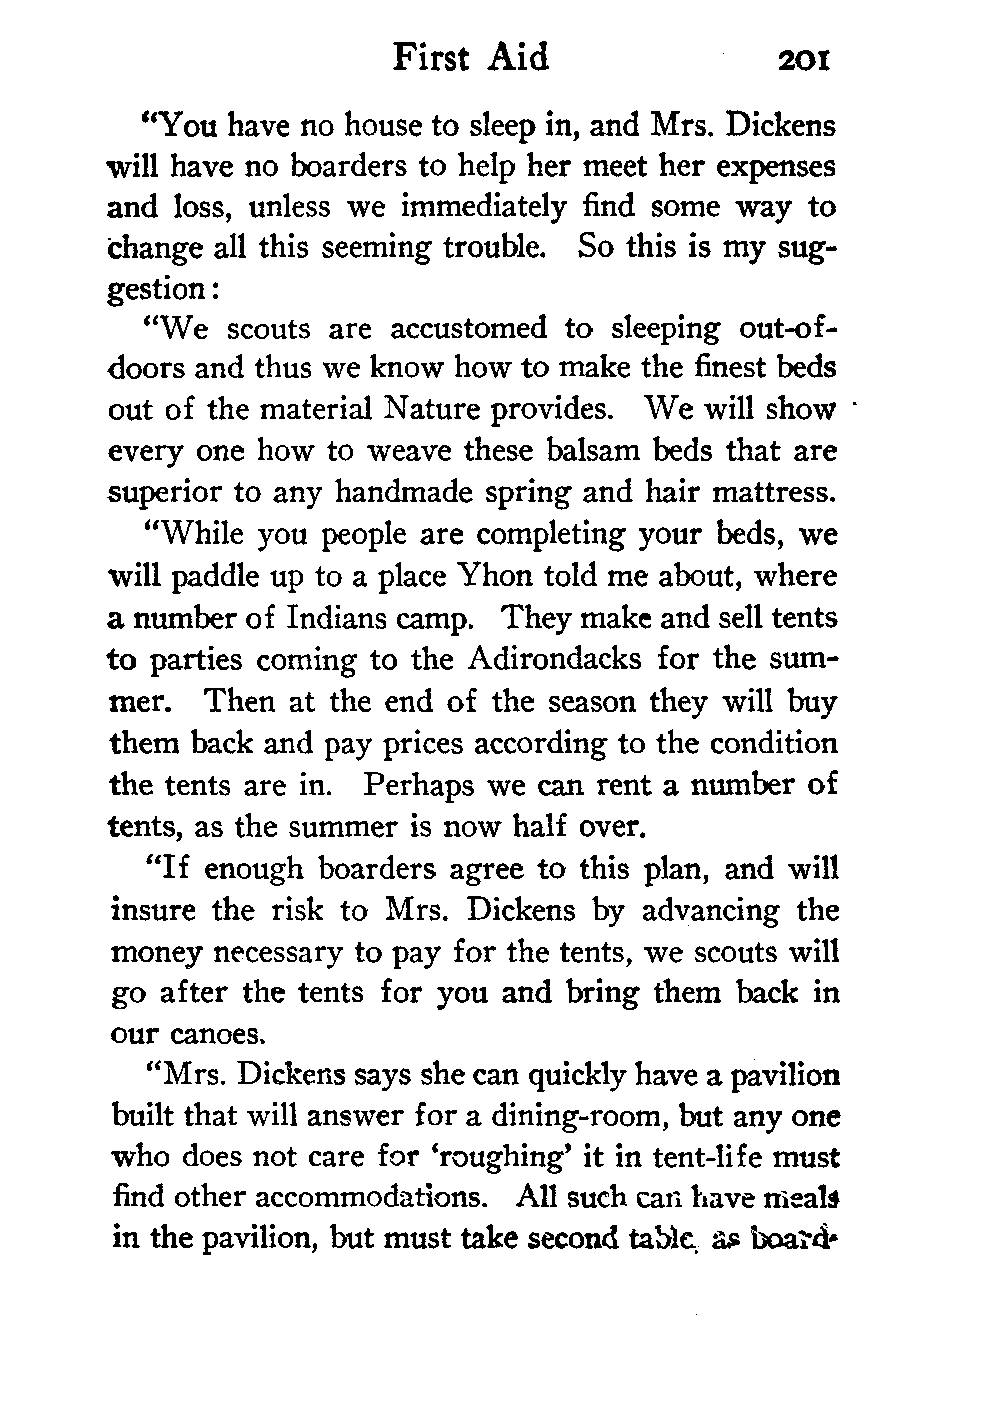 First Aid 201
“You have no house to sleep in, and Mrs. Dickens
will have no boarders to help her meet her expenses
and loss, unless we immediately find some way to
change all this seeming trouble. So this is my sug-
gestion:
“We scouts are accustomed to sleeping out-of-
doors and thus we know how to make the finest beds
out of the material Nature provides. We will show
every one how to weave these balsam beds that are
superior to any handmade spring and hair mattress.
“While you people are completing your beds, we
will paddle up to a place Yhon told me about, where
a number of Indians camp. They make and sell tents
to parties coming to the Adirondacks for the sum-
mer. Then at the end of the season they will buy
them back and pay prices according to the condition
the tents are in. Perhaps we can rent a number of
tents, as the summer is now half over.
“If enough boarders agree to this plan, and will
insure the risk to Mrs. Dickens by advancing the
money necessary to pay for the tents, we scouts will
go after the tents for you and bring them back in
our canoes.
“Mrs. Dickens says she can quickly have a pavilion
built that will answer for a dining-room, but any one
who does not care for ‘roughing’ it in tent-life must
find other accommodations. All such can have meals
in the pavilion, but must take second table, as board-